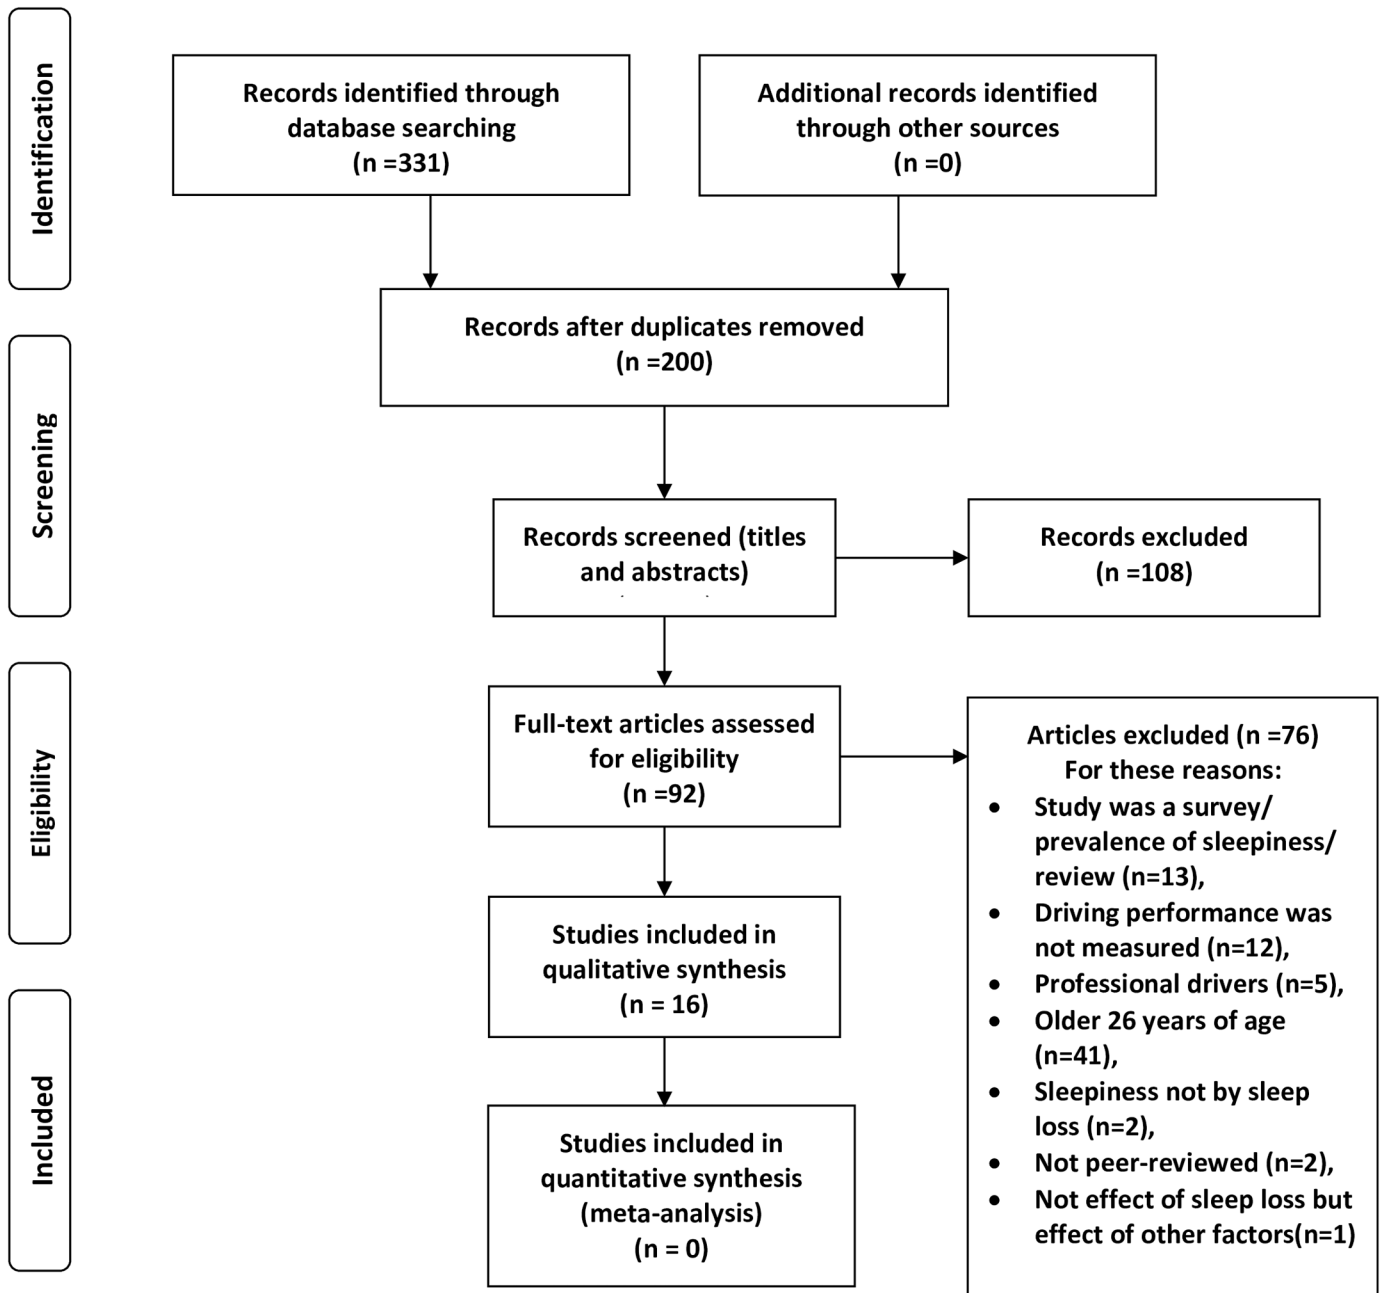 Identification
Records identified through
database searching
(n =331)
Additional records identified
through other sources
(n =0)
Records after duplicates removed
(n =200)
Screening
Records screened (titles
and abstracts)
Records excluded
(n =108)
Eligibility
Full-text articles assessed
for eligibility
(n =92)
Articles excluded (n =76)
For these reasons:
• Study was a survey/
prevalence of sleepiness/
review (n=13),
• Driving performance was
not measured (n=12),
• Professional drivers (n=5),
• Older 26 years of age
(n=41),
• Sleepiness not by sleep
loss (n=2),
• Not peer-reviewed (n=2),
• Not effect of sleep loss but
effect of other factors(n=1)
Studies included in
qualitative synthesis
(n = 16)
Included
Studies included in
quantitative synthesis
(meta-analysis)
(n = 0)